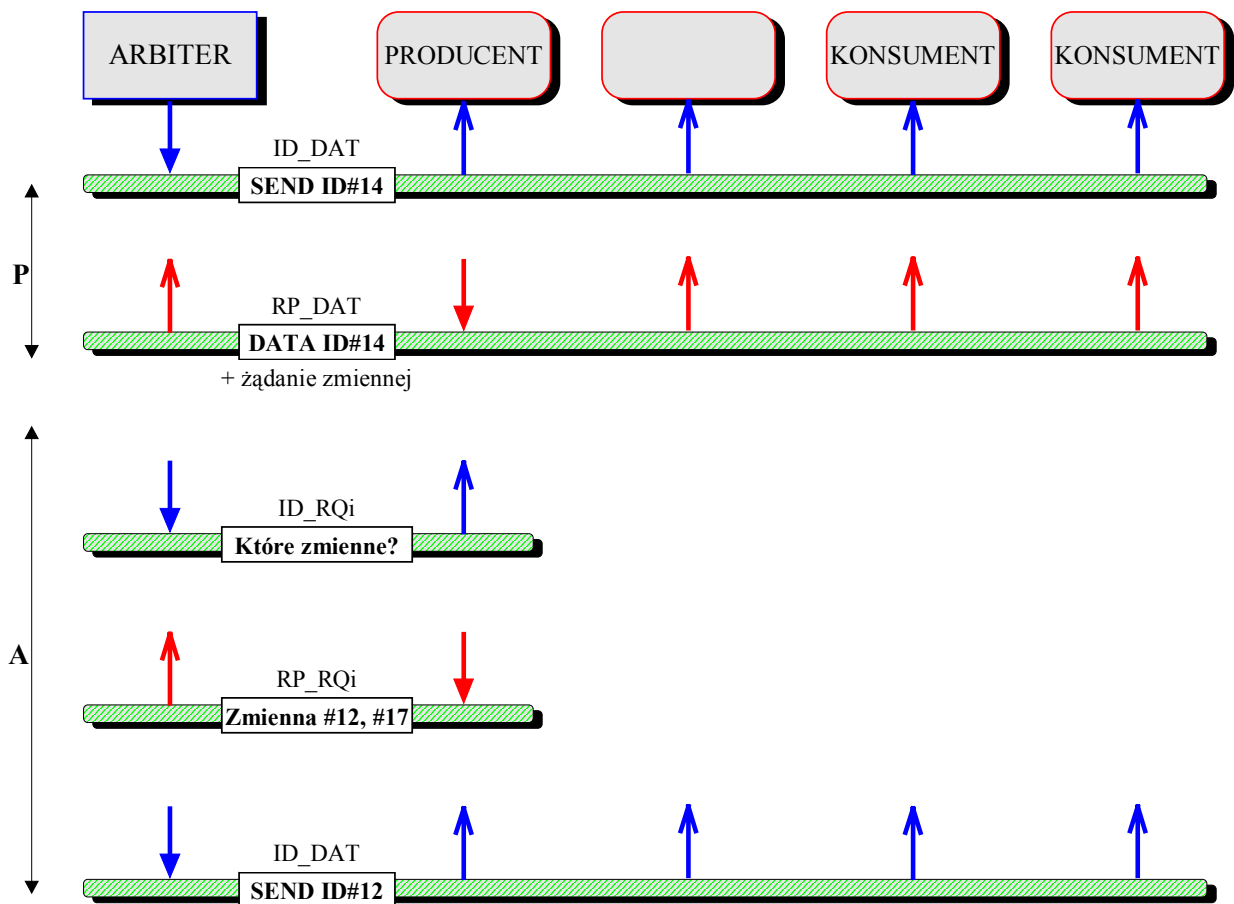 ARBITER
PRODUCENT
KONSUMENT
KONSUMENT
ID_DAT
SEND ID#14
P
RP_DAT
DATA ID#14
+ żądanie zmiennej
A
ID_RQi
Które zmienne?
RP_RQi
Zmienna #12, #17
ID_DAT
SEND ID#12